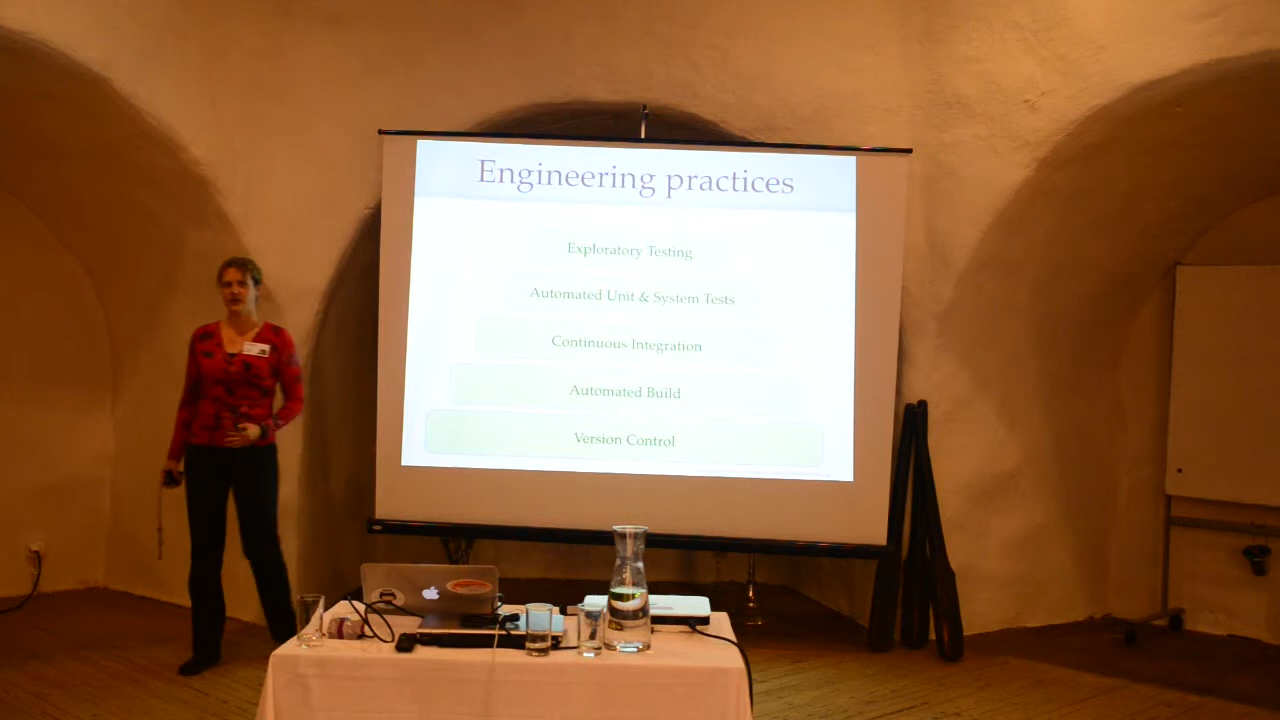 Engineering practices
Exploratory Testing
Automated Unit & System Tests
Continuous Integration
Automated Build
Version Control